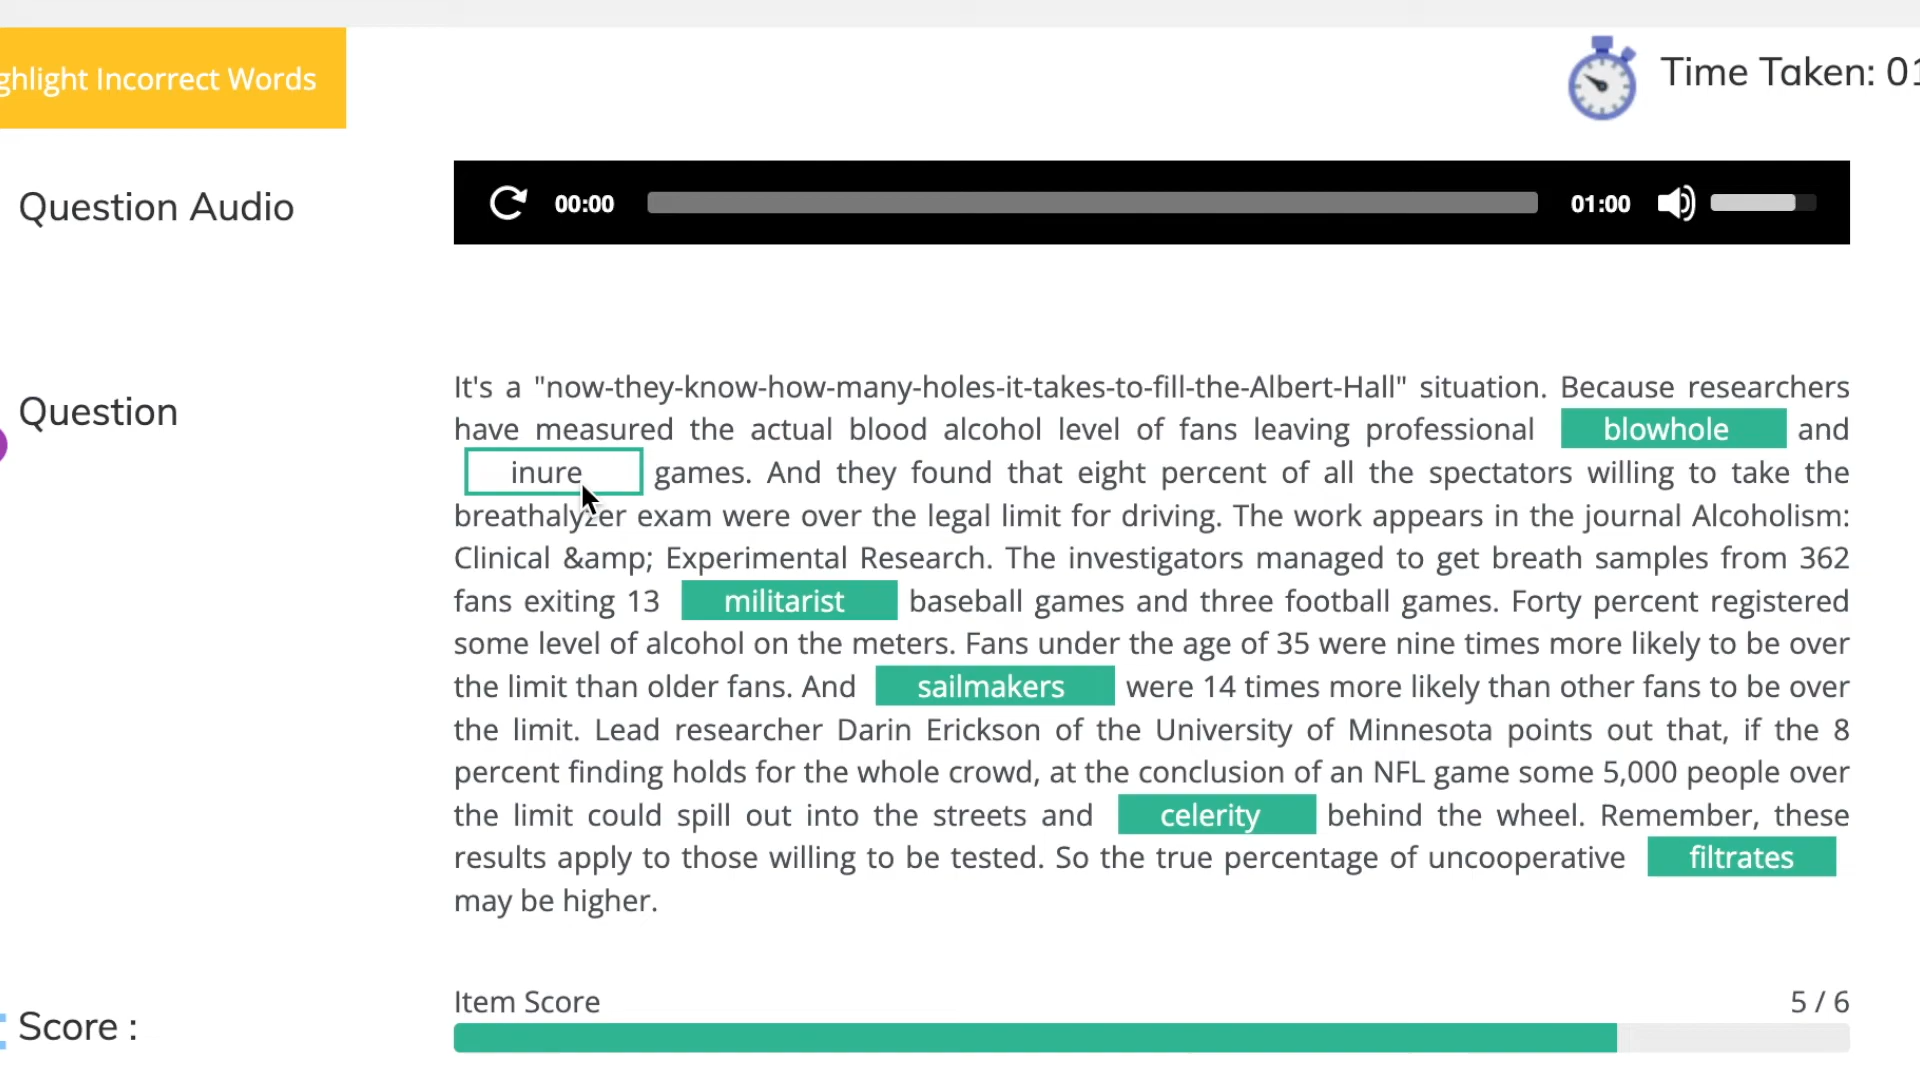 ghlight Incorrect Words
Time Taken: 01
Question Audio
00:00
01:00
Question
It's a "now-they-know-how-many-holes-it-takes-to-fill-the-Albert-Hall" situation. Because researchers
have measured the actual blood alcohol level of fans leaving professional blowhole and
inure games. And they found that eight percent of all the spectators willing to take the
breathalyzer exam were over the legal limit for driving. The work appears in the journal Alcoholism:
Clinical &amp; Experimental Research. The investigators managed to get breath samples from 362
fans exiting 13 militarist baseball games and three football games. Forty percent registered
some level of alcohol on the meters. Fans under the age of 35 were nine times more likely to be over
the limit than older fans. And sailmakers were 14 times more likely than other fans to be over
the limit. Lead researcher Darin Erickson of the University of Minnesota points out that, if the 8
percent finding holds for the whole crowd, at the conclusion of an NFL game some 5,000 people over
the limit could spill out into the streets and celerity behind the wheel. Remember, these
results apply to those willing to be tested. So the true percentage of uncooperative filtrates
may be higher.
Item Score
5 / 6
Score :